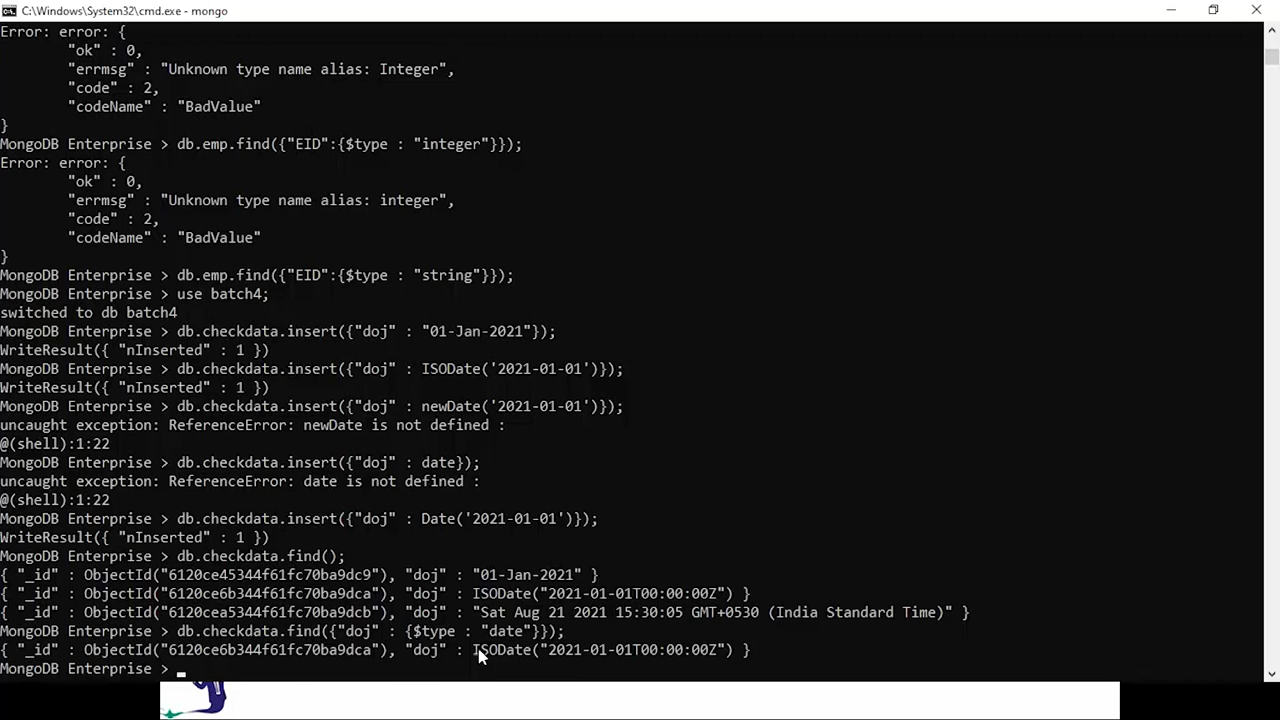 C:\Windows\System32\cmd.exe - mongo
Error: error: {
"ok" : 0,
"errmsg" : "Unknown type name alias: Integer",
"code" : 2,
"codeName" : "BadValue"
}
MongoDB Enterprise > db.emp.find({"EID":{$type : "integer"}});
Error: error: {
"ok" : 0,
"errmsg" : "Unknown type name alias: integer",
"code" : 2,
"codeName" : "BadValue"
}
MongoDB Enterprise > db.emp.find({"EID":{$type : "string"}});
MongoDB Enterprise > use batch4;
switched to db batch4
MongoDB Enterprise > db.checkdata.insert({"doj" : "01-Jan-2021"});
WriteResult({ "nInserted" : 1 })
MongoDB Enterprise > db.checkdata.insert({"doj" : ISODate('2021-01-01')});
WriteResult({ "nInserted" : 1 })
MongoDB Enterprise > db.checkdata.insert({"doj" : newDate('2021-01-01')});
uncaught exception: ReferenceError: newDate is not defined :
@(shell):1:22
MongoDB Enterprise > db.checkdata.insert({"doj" : date});
uncaught exception: ReferenceError: date is not defined :
@(shell):1:22
MongoDB Enterprise > db.checkdata.insert({"doj" : Date('2021-01-01')});
WriteResult({ "nInserted" : 1 })
MongoDB Enterprise > db.checkdata.find();
{ "_id" : ObjectId("6120ce45344f61fc70ba9dc9"), "doj" : "01-Jan-2021" }
{ "_id" : ObjectId("6120ce6b344f61fc70ba9dca"), "doj" : ISODate("2021-01-01T00:00:00Z") }
{ "_id" : ObjectId("6120cea5344f61fc70ba9dcb"), "doj" : "Sat Aug 21 2021 15:30:05 GMT+0530 (India Standard Time)" }
MongoDB Enterprise > db.checkdata.find({"doj" : {$type : "date"}});
{ "_id" : ObjectId("6120ce6b344f61fc70ba9dca"), "doj" : ISODate("2021-01-01T00:00:00Z") }
MongoDB Enterprise >